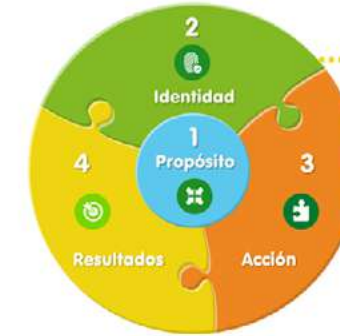 2
Identidad
1
Propósito
4
3
Resultados
Acción